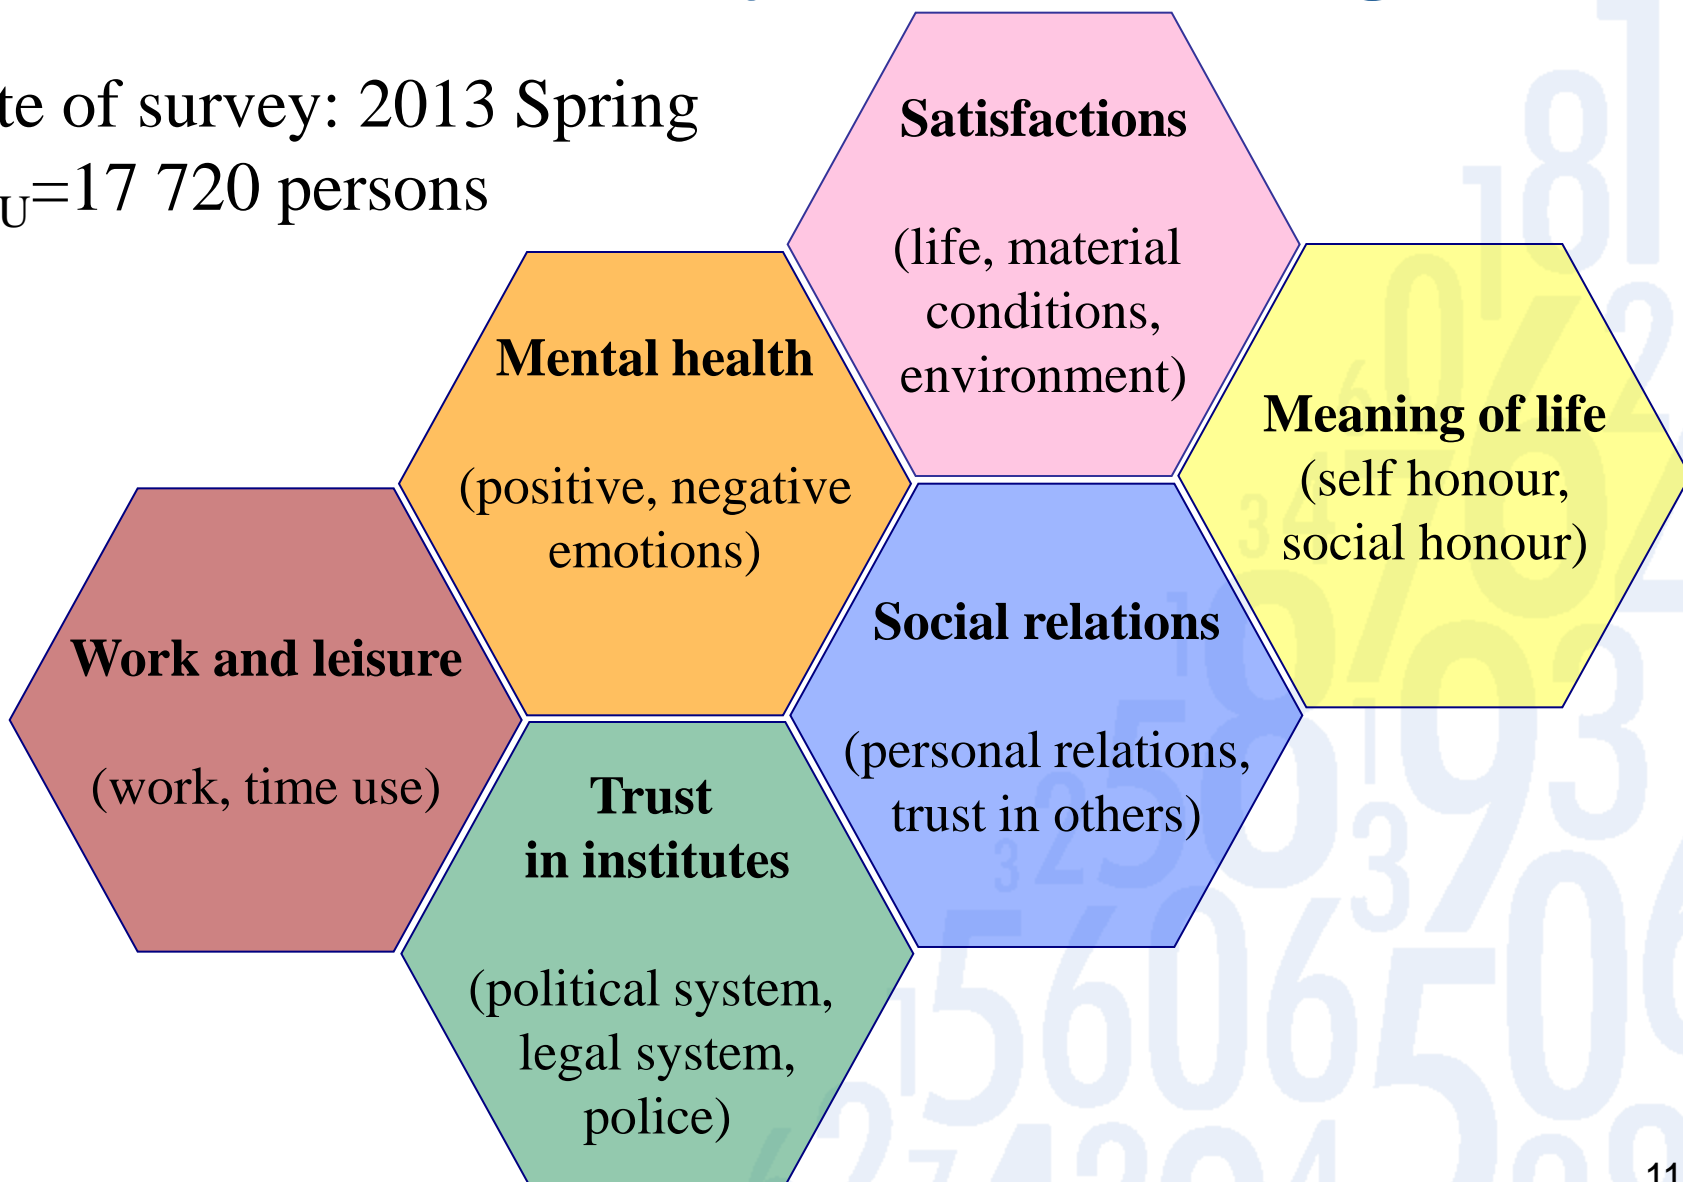 te of survey: 2013 Spring
U=17 720 persons
Satisfactions
(life, material
conditions,
environment)
Mental health
(positive, negative
emotions)
Meaning of life
(self honour,
social honour)
Social relations
(personal relations,
trust in others)
Work and leisure
(work, time use)
Trust
in institutes
(political system,
legal system,
police)
11